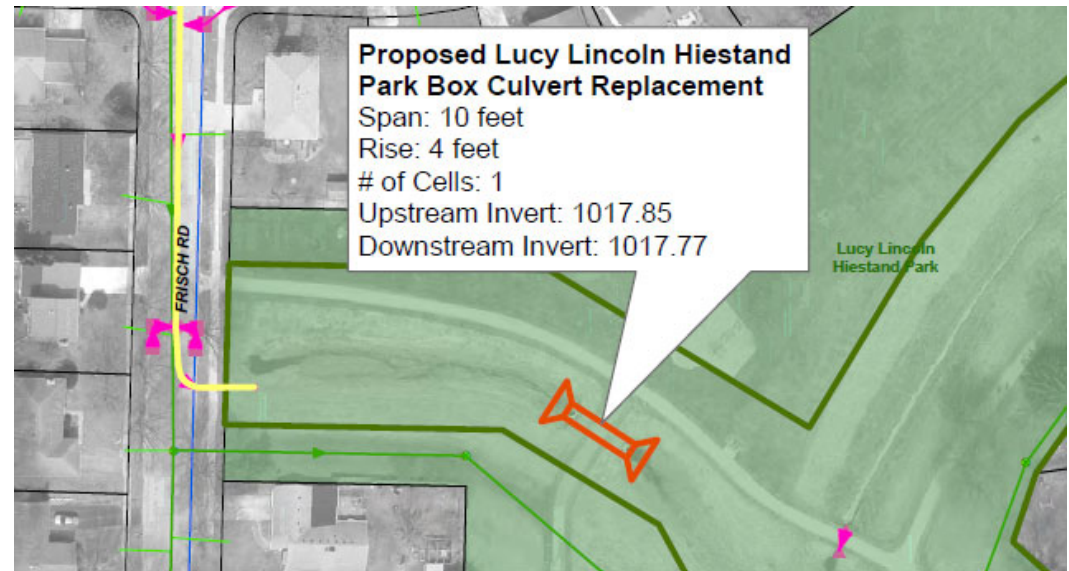 Proposed Lucy Lincoln Hiestand
Park Box Culvert Replacement
Span: 10 feet
Rise: 4 feet
# of Cells: 1
Upstream Invert: 1017.85
Downstream Invert: 1017.77
FRISCH RD
Lucy Lincoln
Hiestand Park